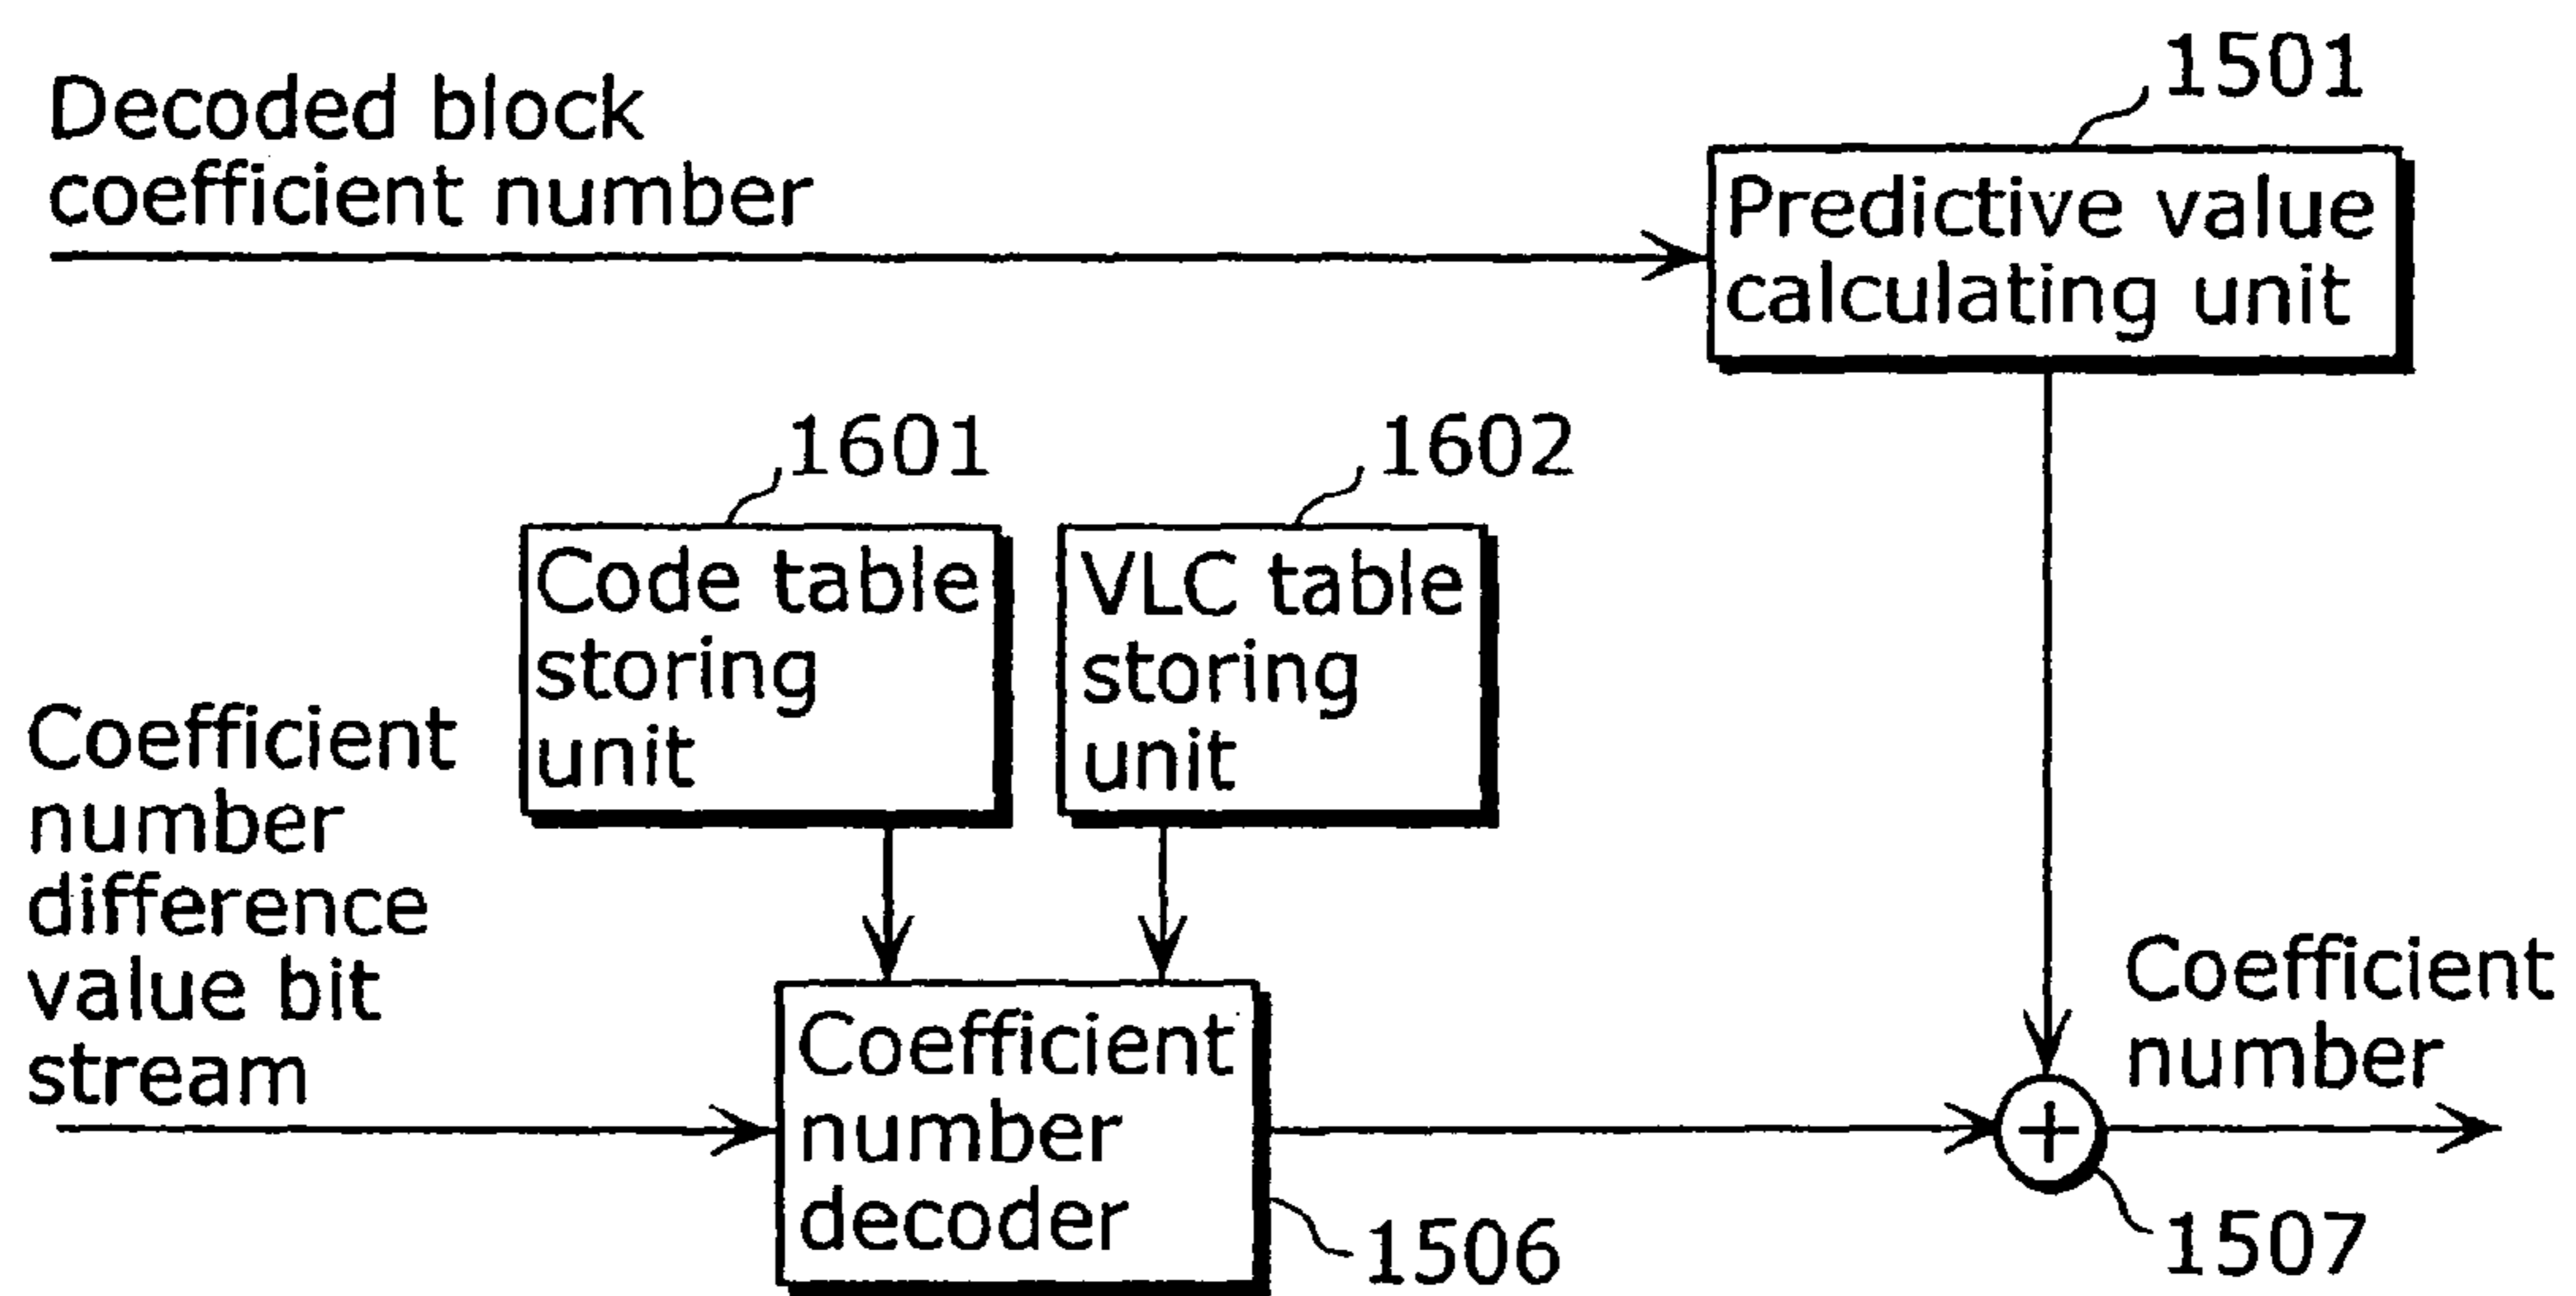 Decoded block
coefficient number
1501
Predictive value
calculating unit
1601
Code table
storing
unit
1602
VLC table
storing
unit
Coefficient
number
difference
value bit
stream
Coefficient
number
decoder
1506
Coefficient
number
+
1507